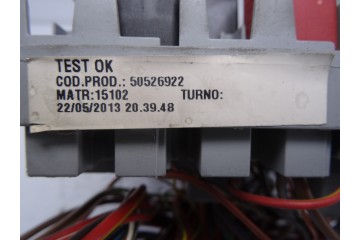 TEST OK
COD.PROD.: 50526922
MATR:15102 TURNO:
22/05/2013 20.39.48